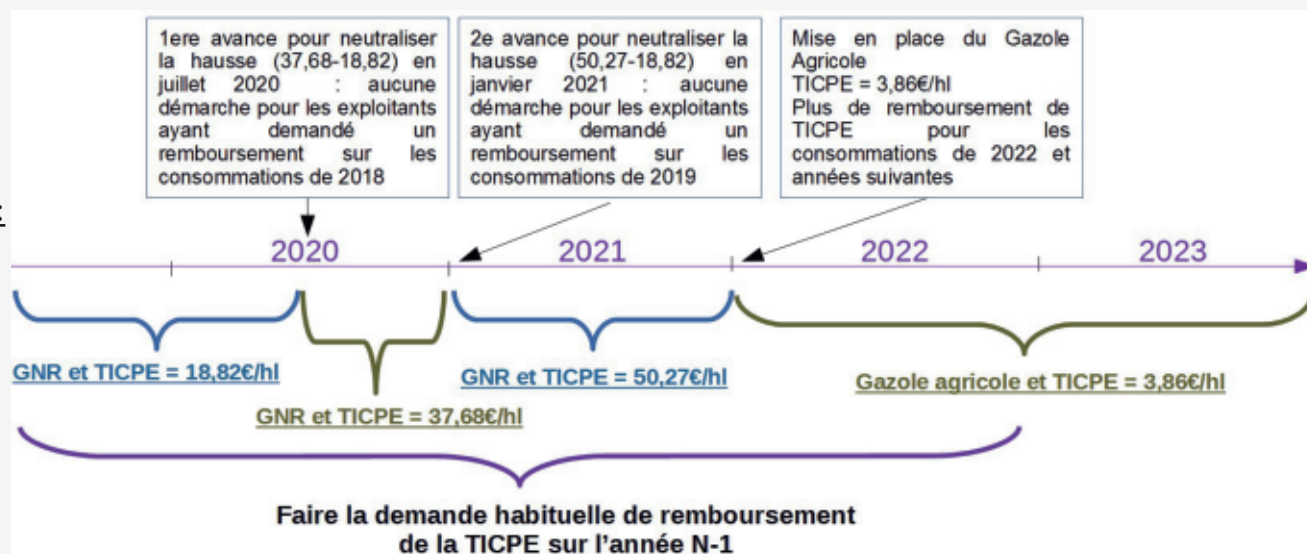 1ere avance pour neutraliser
la hausse (37,68-18,82) en
juillet 2020 : aucune
démarche pour les exploitants
ayant demandé un
remboursement sur les
consommations de 2018
2e avance pour neutraliser la
hausse (50,27-18,82) en
janvier 2021 : aucune
démarche pour les exploitants
ayant demandé un
remboursement sur les
consommations de 2019
Mise en place du Gazole
Agricole
TICPE = 3,86€/hl
Plus de remboursement de
TICPE pour les
consommations de 2022 et
années suivantes
:
2020
2021
2022
2023
GNR et TICPE = 18,82€/hl
GNR et TICPE = 37,68€/hl
GNR et TICPE = 50,27€/hl
Gazole agricole et TICPE = 3,86€/hl
Faire la demande habituelle de remboursement
de la TICPE sur l'année N-1